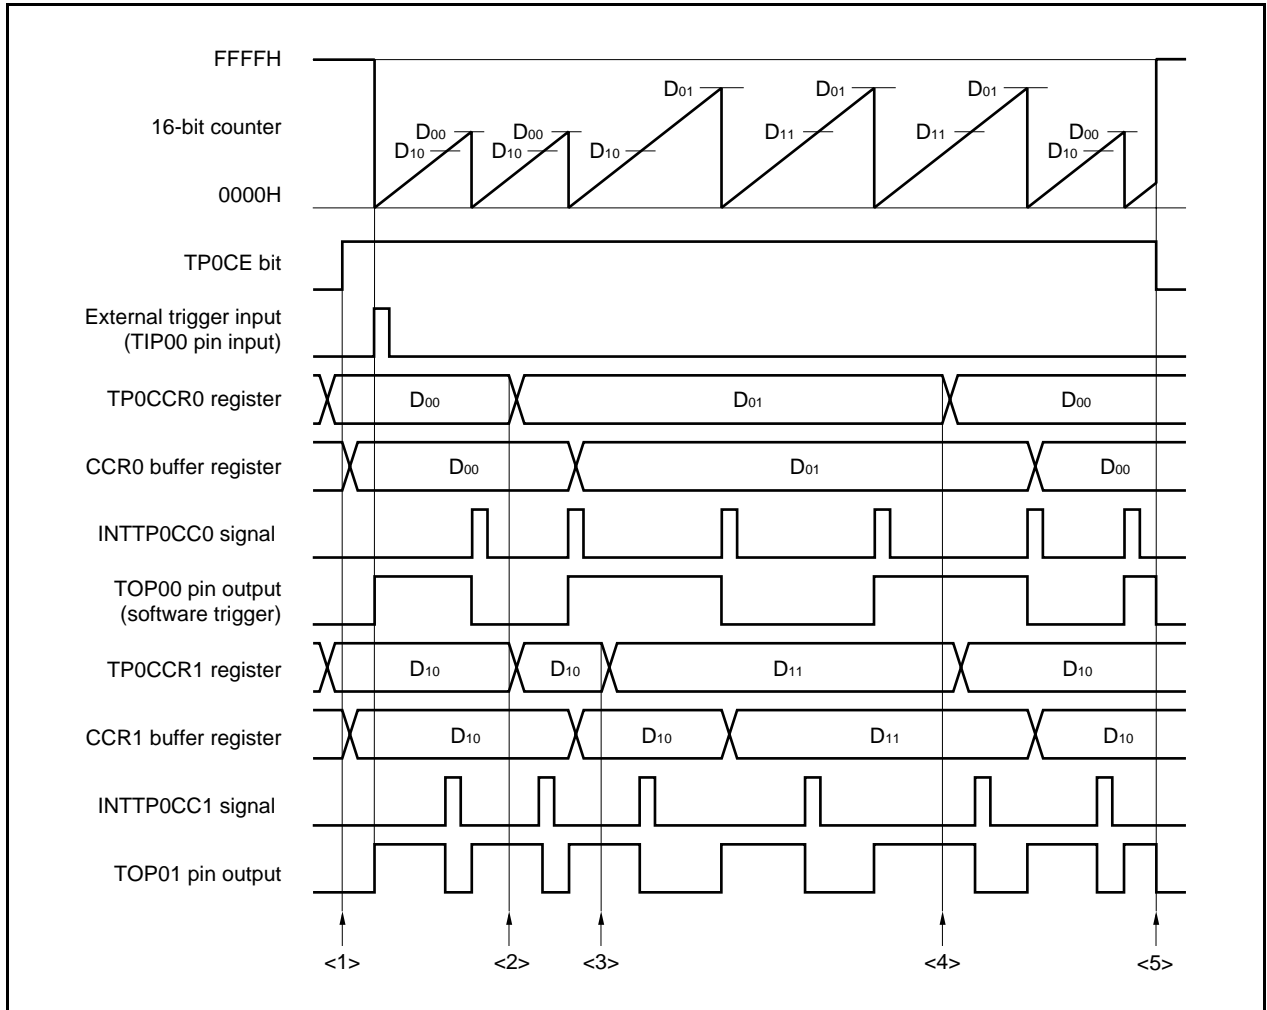 FFFFH
16-bit counter
0000H
D00 D10 D00 D10 D01 D10 D01 D11 D01 D11 D00 D10
TP0CE bit
External trigger input
(TIP00 pin input)
TP0CCR0 register D00 D01 D00
CCR0 buffer register D00 D01 D00
INTTP0CC0 signal
TOP00 pin output
(software trigger)
TP0CCR1 register D10 D10 D11 D10
CCR1 buffer register D10 D10 D11 D10
INTTP0CC1 signal
TOP01 pin output
<1> <2> <3> <4> <5>